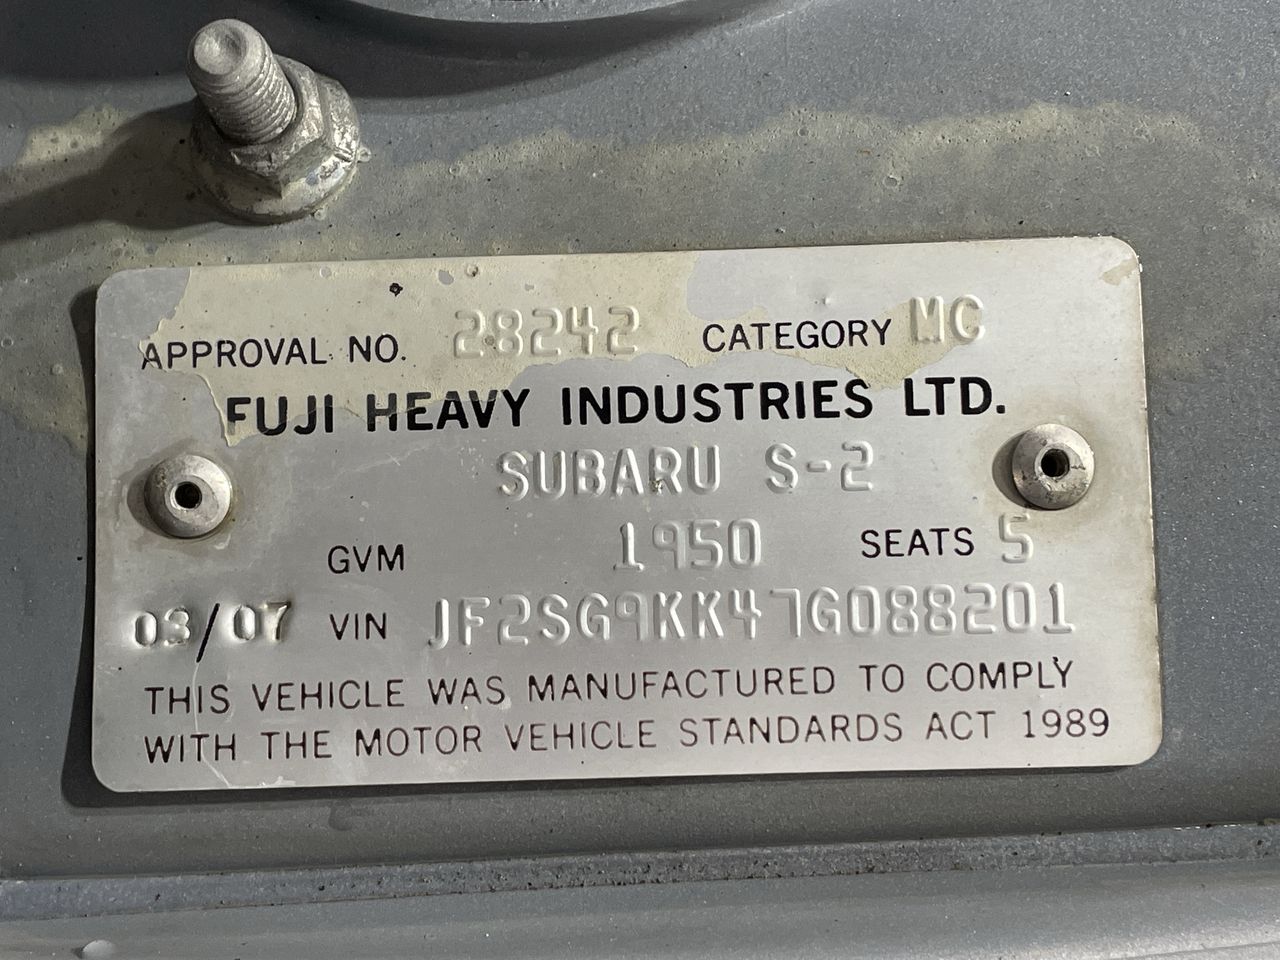 APPROVAL NO. 28242 CATEGORY MC
FUJI HEAVY INDUSTRIES LTD.
SUBARU S-2
GVM 1950 SEATS 5
03/07 VIN JF2SG9KK47G088201
THIS VEHICLE WAS MANUFACTURED TO COMPLY
WITH THE MOTOR VEHICLE STANDARDS ACT 1989